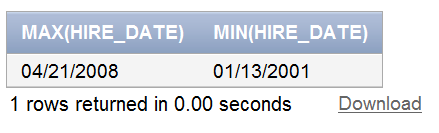 MAX(HIRE_DATE) MIN(HIRE_DATE)
04/21/2008 01/13/2001
1 rows returned in 0.00 seconds Download